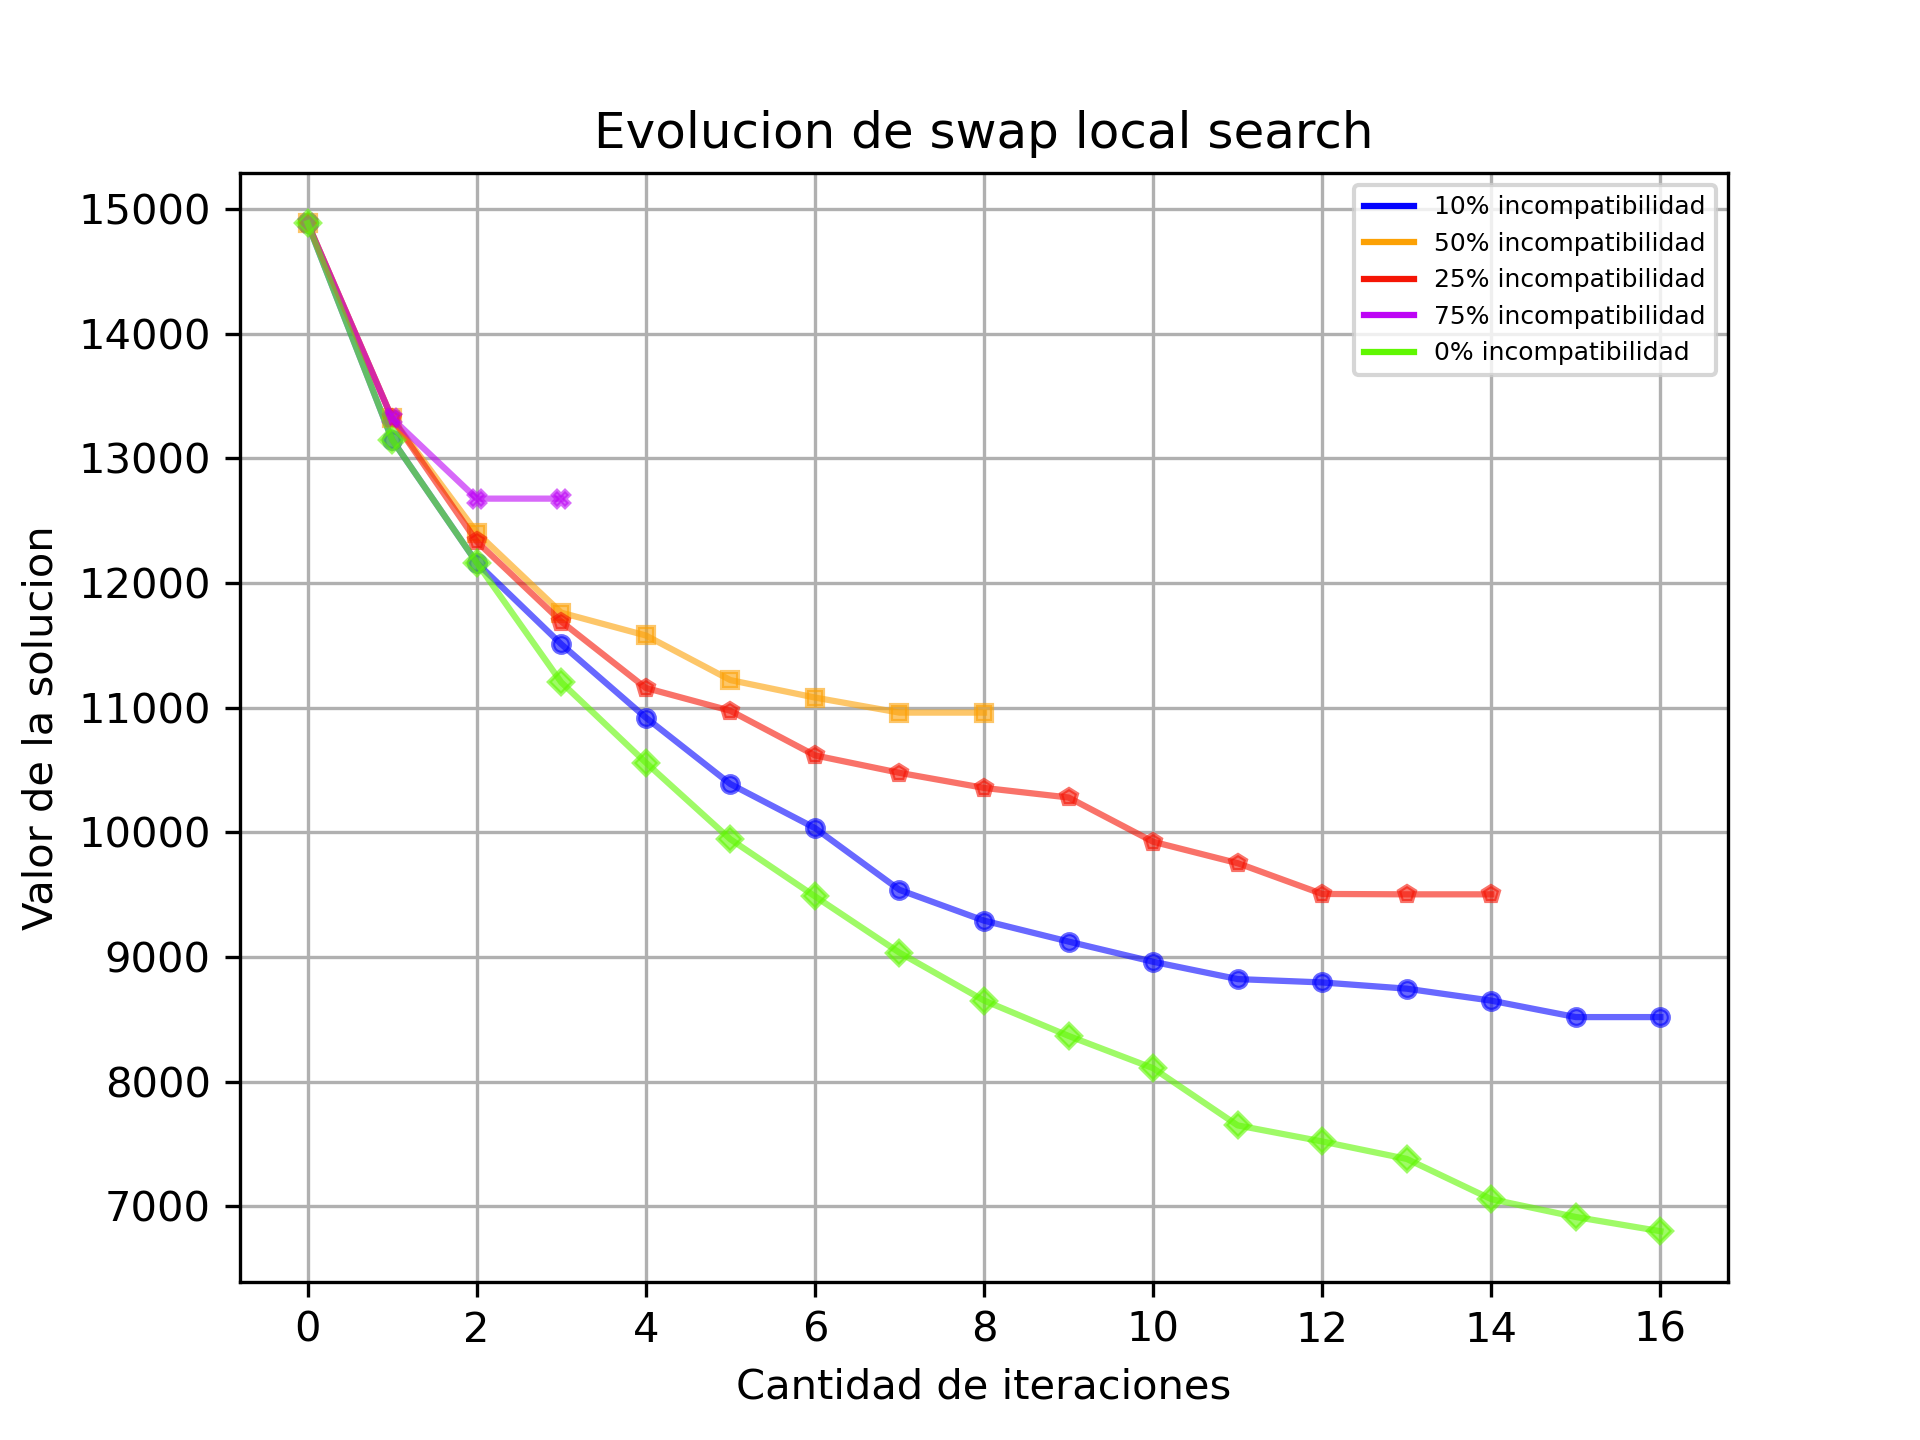 Evolucion de swap local search
15000
14000
13000
12000
11000
10000
9000
8000
7000
Valor de la solucion
10% incompatibilidad
50% incompatibilidad
25% incompatibilidad
75% incompatibilidad
0% incompatibilidad
0 2 4 6 8 10 12 14 16
Cantidad de iteraciones